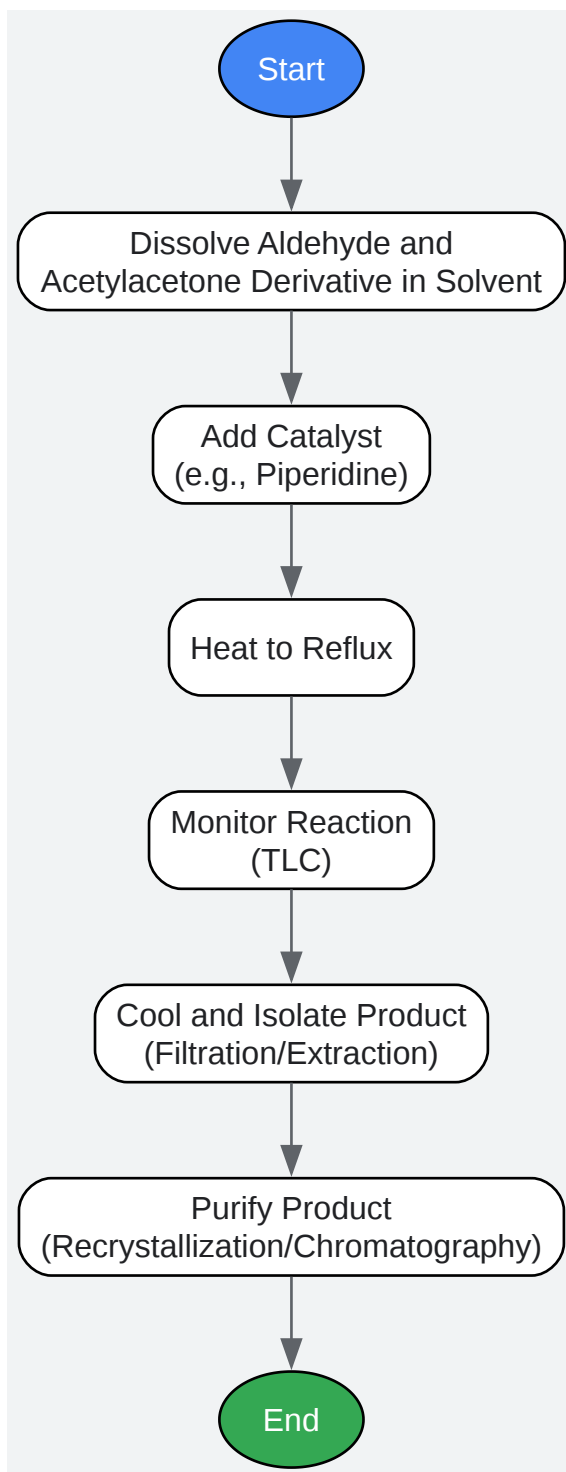 Start
Dissolve Aldehyde and
Acetylacetone Derivative in Solvent
Add Catalyst
(e.g., Piperidine)
Heat to Reflux
Monitor Reaction
(TLC)
Cool and Isolate Product
(Filtration/Extraction)
Purify Product
(Recrystallization/Chromatography)
End